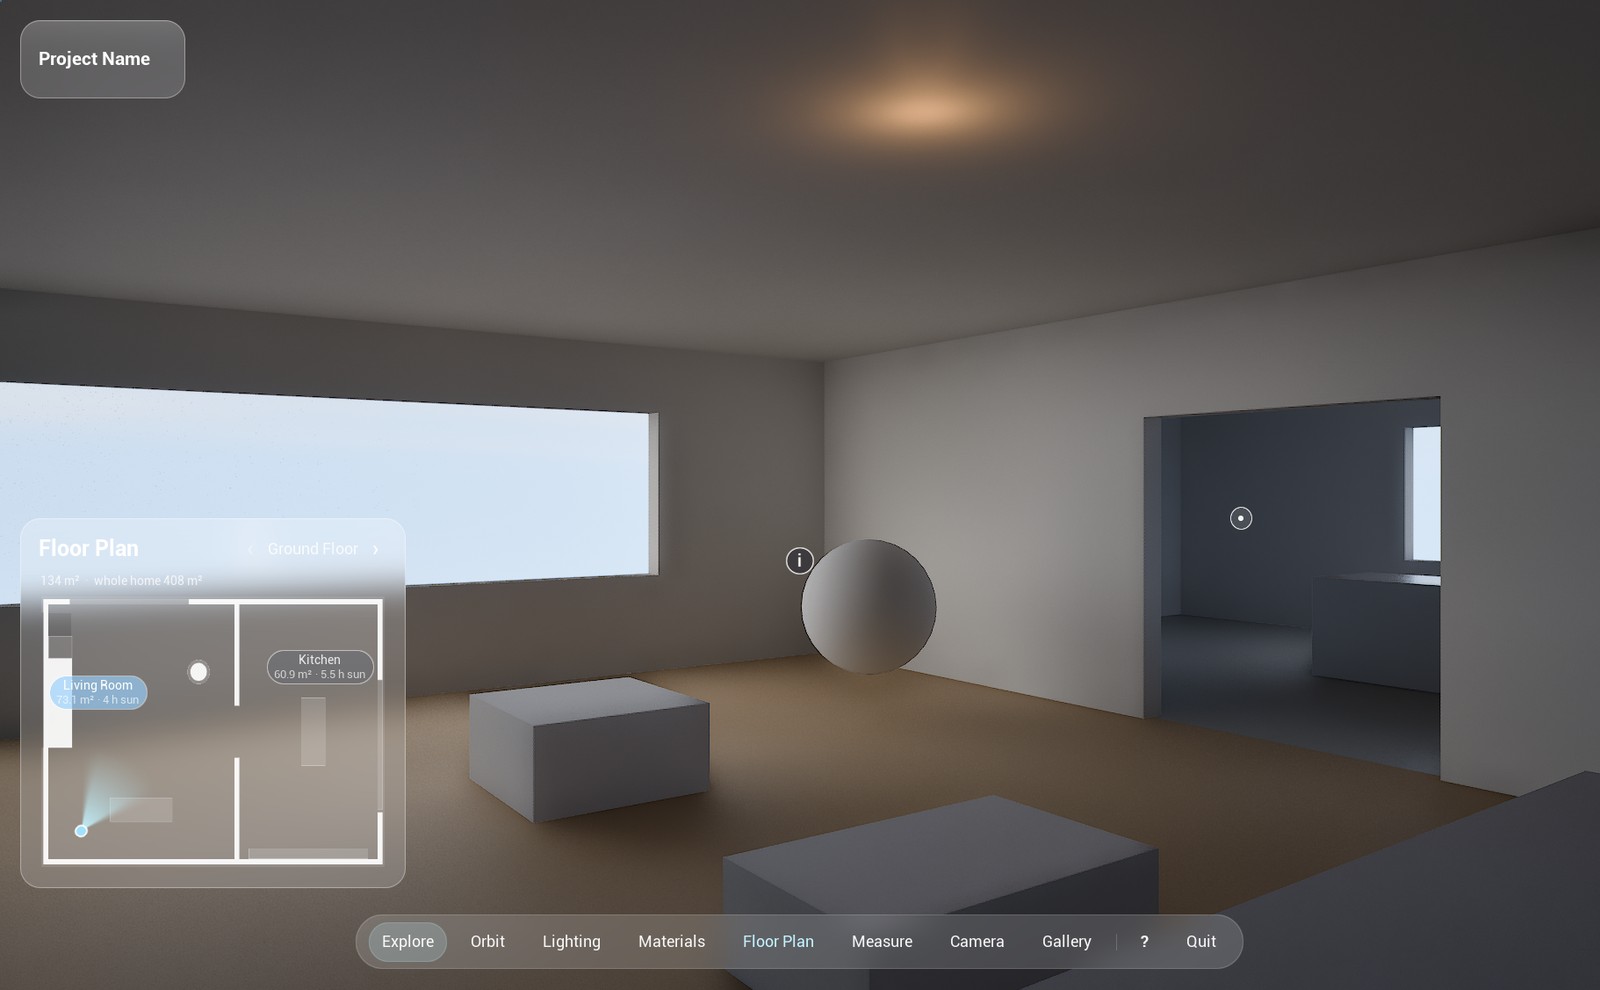 Project Name
Floor Plan
‹ Ground Floor ›
134 m² · whole home 408 m²
Kitchen
60.9 m² · 5.5 h sun
Living Room
73.1 m² · 4 h sun
i
Explore Orbit Lighting Materials Floor Plan Measure Camera Gallery ? Quit